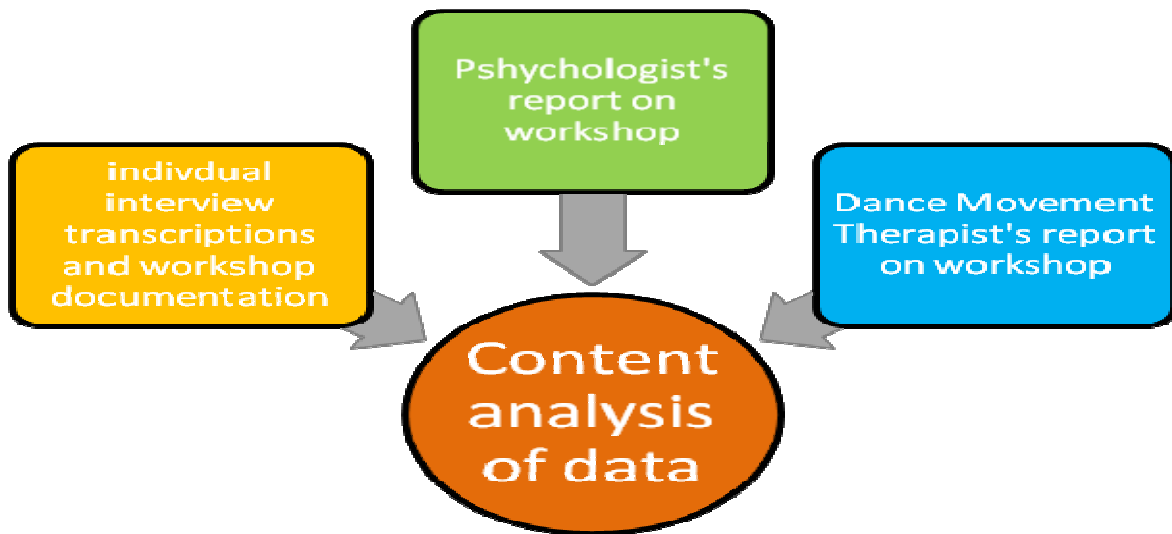 Pshychologist's
report on
workshop
indivdual
interview
transcriptions
and workshop
documentation
Dance Movement
Therapist's report
on workshop
Content
analysis
of data